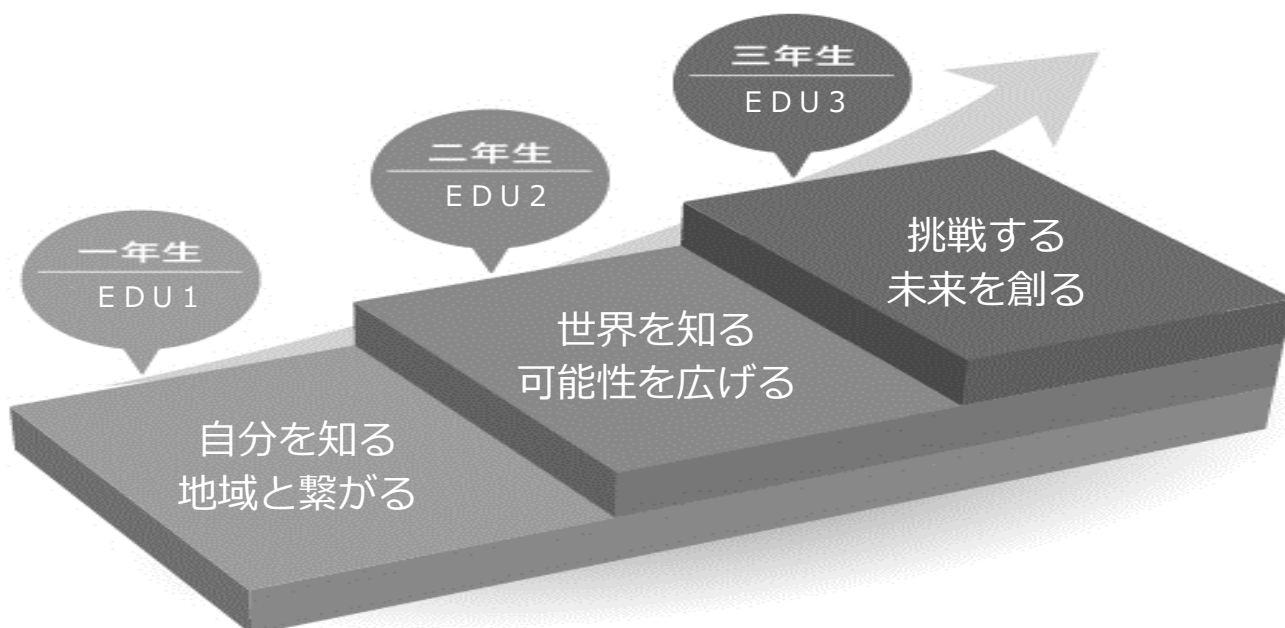 一年生
EDU1
自分を知る
地域と繋がる
二年生
EDU2
世界を知る
可能性を広げる
三年生
EDU3
挑戦する
未来を創る